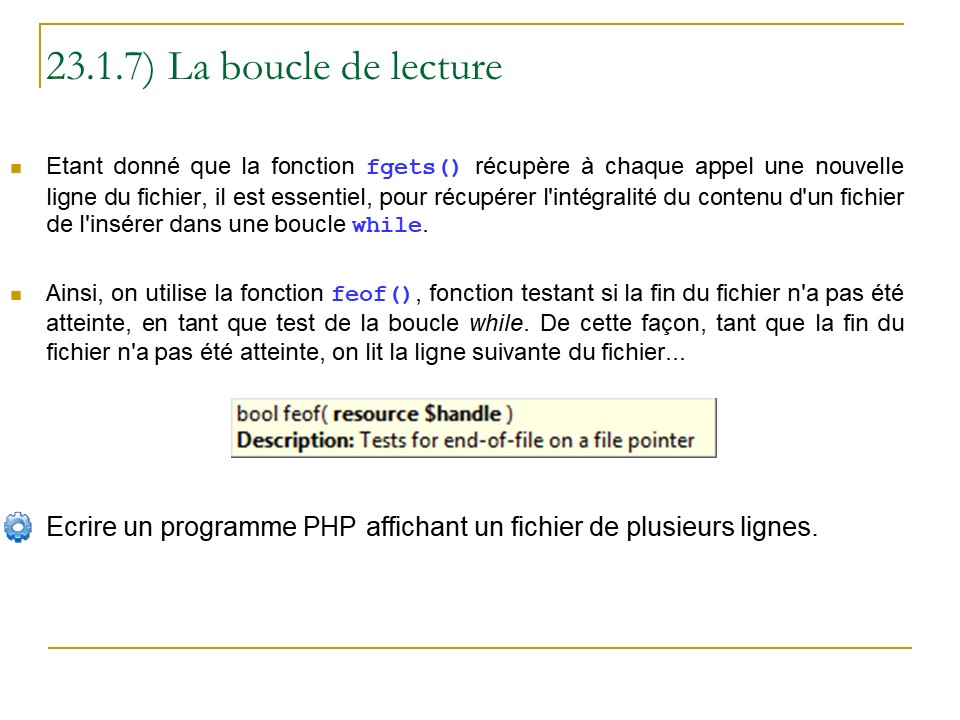 23.1.7) La boucle de lecture
Etant donné que la fonction fgets() récupère à chaque appel une nouvelle
ligne du fichier, il est essentiel, pour récupérer l'intégralité du contenu d'un fichier
de l'insérer dans une boucle while.
Ainsi, on utilise la fonction feof(), fonction testant si la fin du fichier n'a pas été
atteinte, en tant que test de la boucle while. De cette façon, tant que la fin du
fichier n'a pas été atteinte, on lit la ligne suivante du fichier...
bool feof( resource $handle )
Description: Tests for end-of-file on a file pointer
Ecrire un programme PHP affichant un fichier de plusieurs lignes.